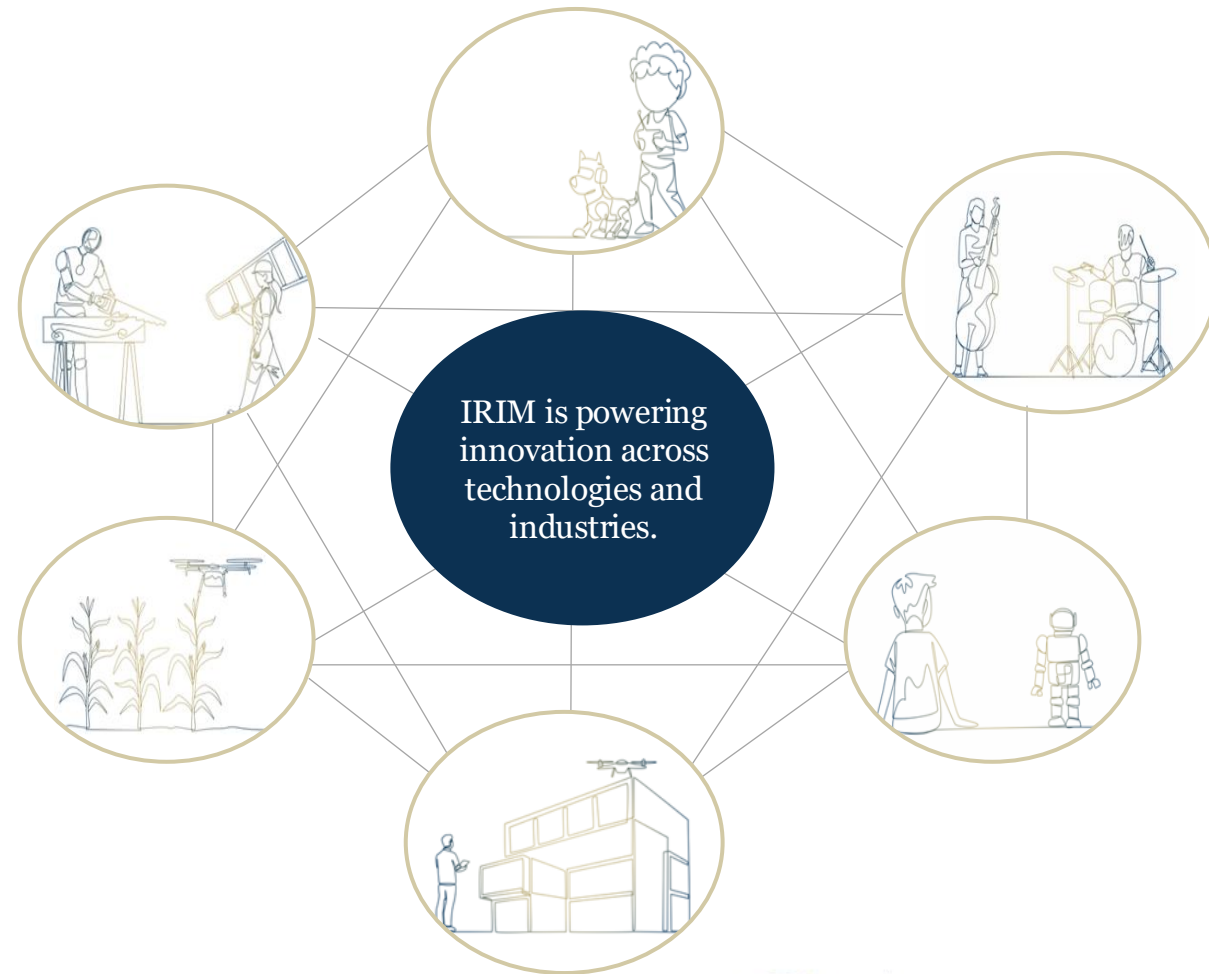 IRIM is powering
innovation across
technologies and
industries.